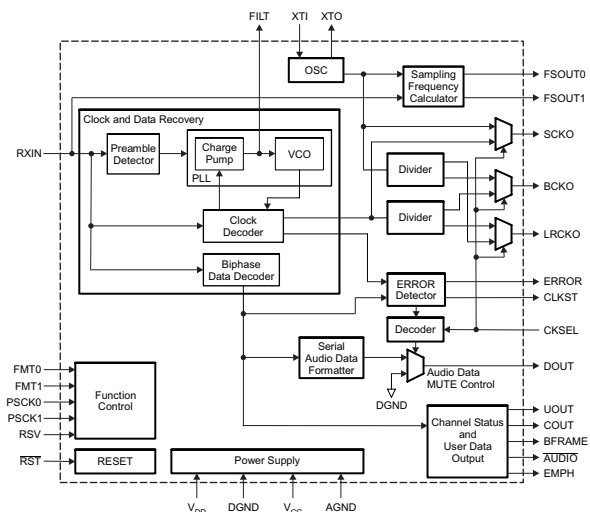 FILT XTI XTO
OSC
Sampling
Frequency
Calculator
FSOUT0
FSOUT1
Clock and Data Recovery
RXIN
Preamble
Detector
Charge
Pump
VCO
PLL
Clock
Decoder
Biphase
Data Decoder
Divider
Divider
SCKO
BCKO
LRCKO
ERROR
Detector
ERROR
CLKST
Decoder
CKSEL
Serial
Audio Data
Formatter
Audio Data
MUTE Control
DOUT
DGND
FMT0
FMT1
PSCK0
PSCK1
RSV
Function
Control
Channel Status
and
User Data
Output
UOUT
COUT
BFRAME
AUDIO
EMPH
RST
RESET
Power Supply
VDD DGND VCC AGND